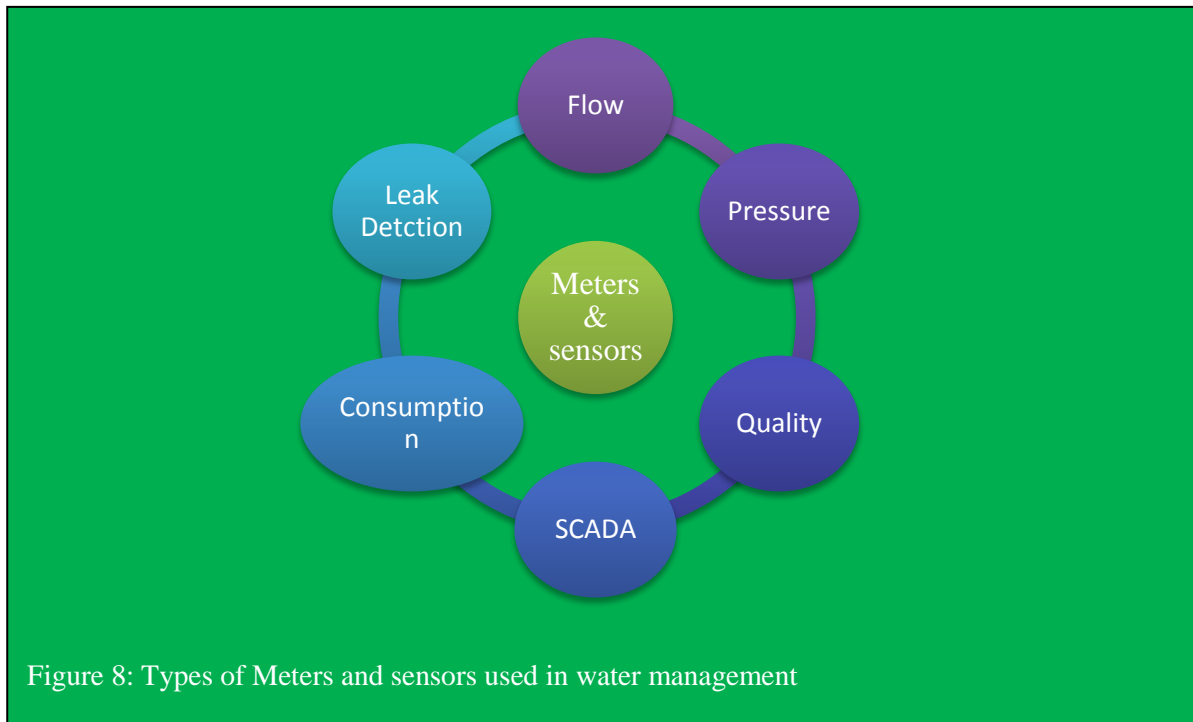 Flow
Pressure
Quality
SCADA
Consumptio
n
Leak
Detction
Meters
&
sensors
Figure 8: Types of Meters and sensors used in water management